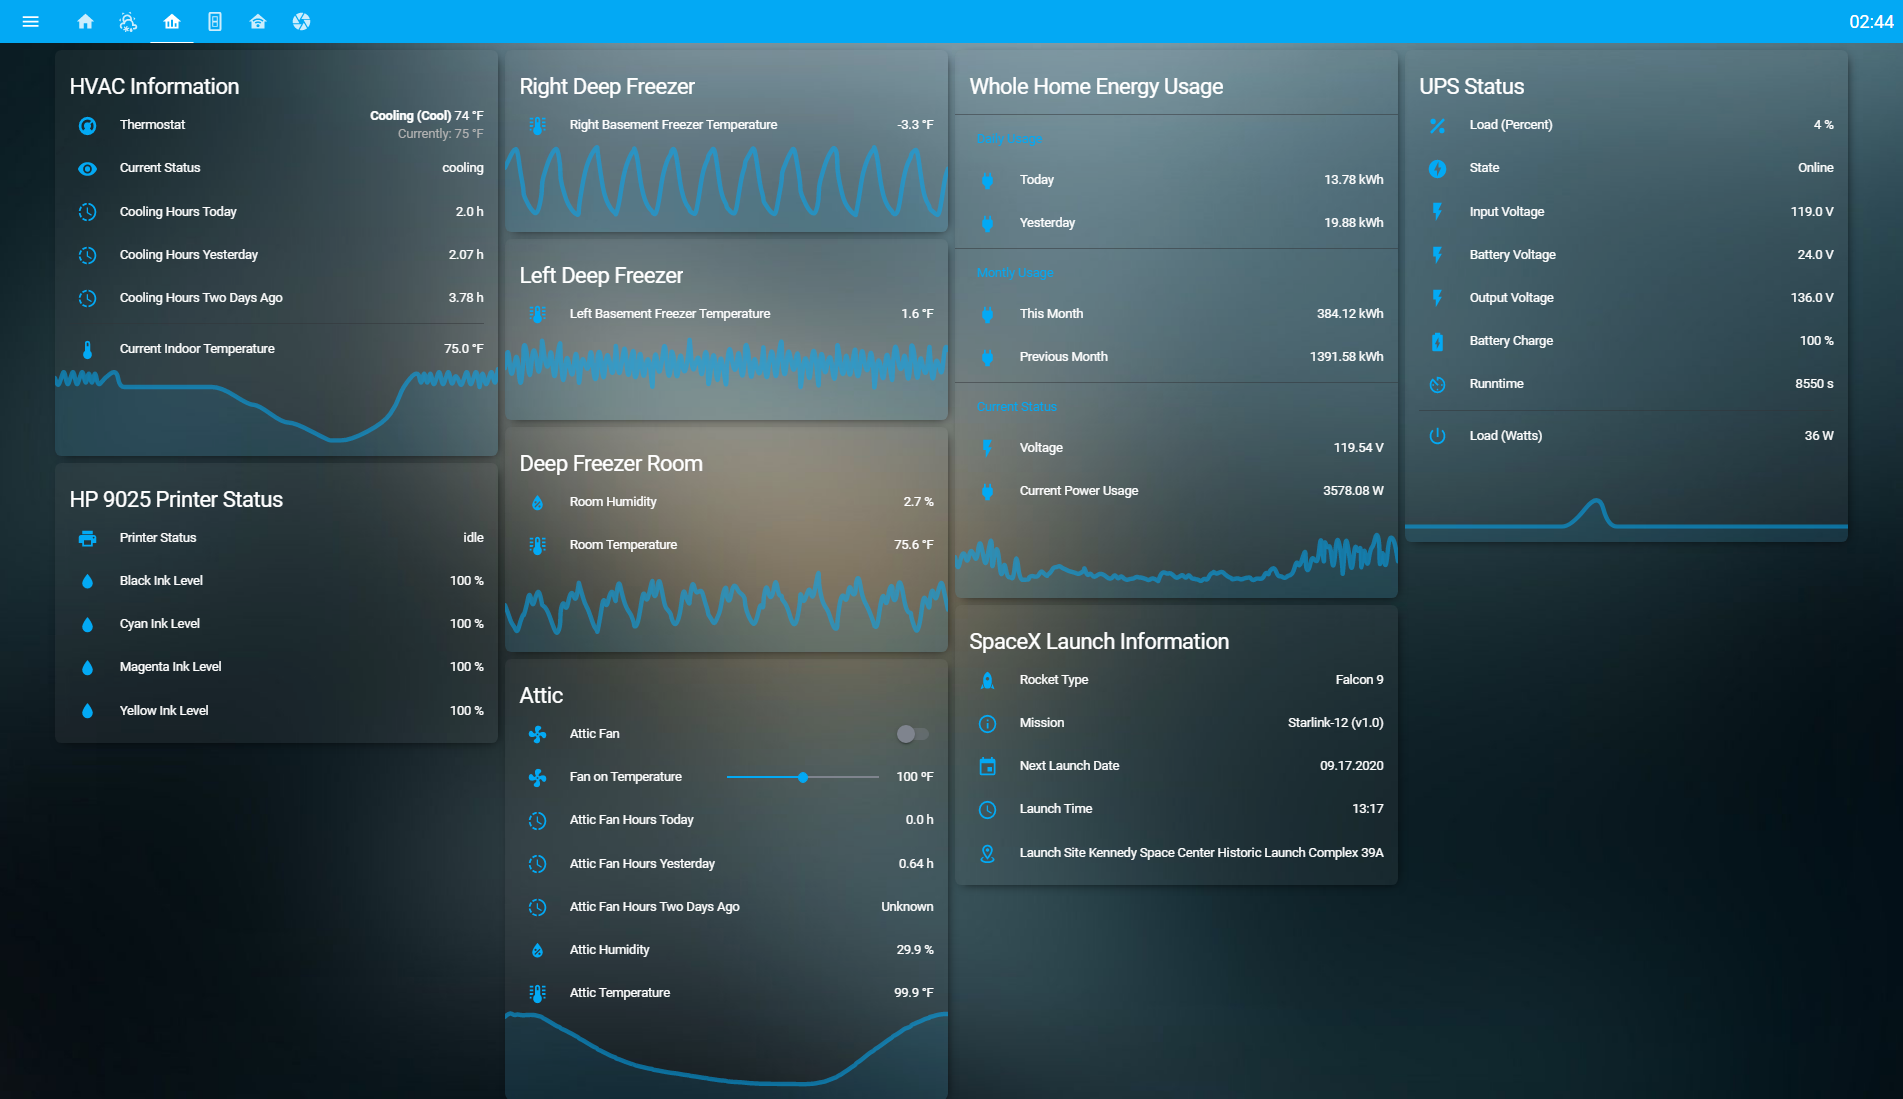 02:44
HVAC Information
Thermostat
Cooling (Cool) 74 °F
Currently: 75 °F
Current Status cooling
Cooling Hours Today 2.0 h
Cooling Hours Yesterday 2.07 h
Cooling Hours Two Days Ago 3.78 h
Current Indoor Temperature 75.0 °F
HP 9025 Printer Status
Printer Status idle
Black Ink Level 100 %
Cyan Ink Level 100 %
Magenta Ink Level 100 %
Yellow Ink Level 100 %
Right Deep Freezer
Right Basement Freezer Temperature -3.3 °F
Left Deep Freezer
Left Basement Freezer Temperature 1.6 °F
Deep Freezer Room
Room Humidity 2.7 %
Room Temperature 75.6 °F
Attic
Attic Fan
Fan on Temperature 100 ºF
Attic Fan Hours Today 0.0 h
Attic Fan Hours Yesterday 0.64 h
Attic Fan Hours Two Days Ago Unknown
Attic Humidity 29.9 %
Attic Temperature 99.9 °F
Whole Home Energy Usage
Daily Usage
Today 13.78 kWh
Yesterday 19.88 kWh
Montly Usage
This Month 384.12 kWh
Previous Month 1391.58 kWh
Current Status
Voltage 119.54 V
Current Power Usage 3578.08 W
SpaceX Launch Information
Rocket Type Falcon 9
Mission Starlink-12 (v1.0)
Next Launch Date 09.17.2020
Launch Time 13:17
Launch Site Kennedy Space Center Historic Launch Complex 39A
UPS Status
Load (Percent) 4 %
State Online
Input Voltage 119.0 V
Battery Voltage 24.0 V
Output Voltage 136.0 V
Battery Charge 100 %
Runntime 8550 s
Load (Watts) 36 W